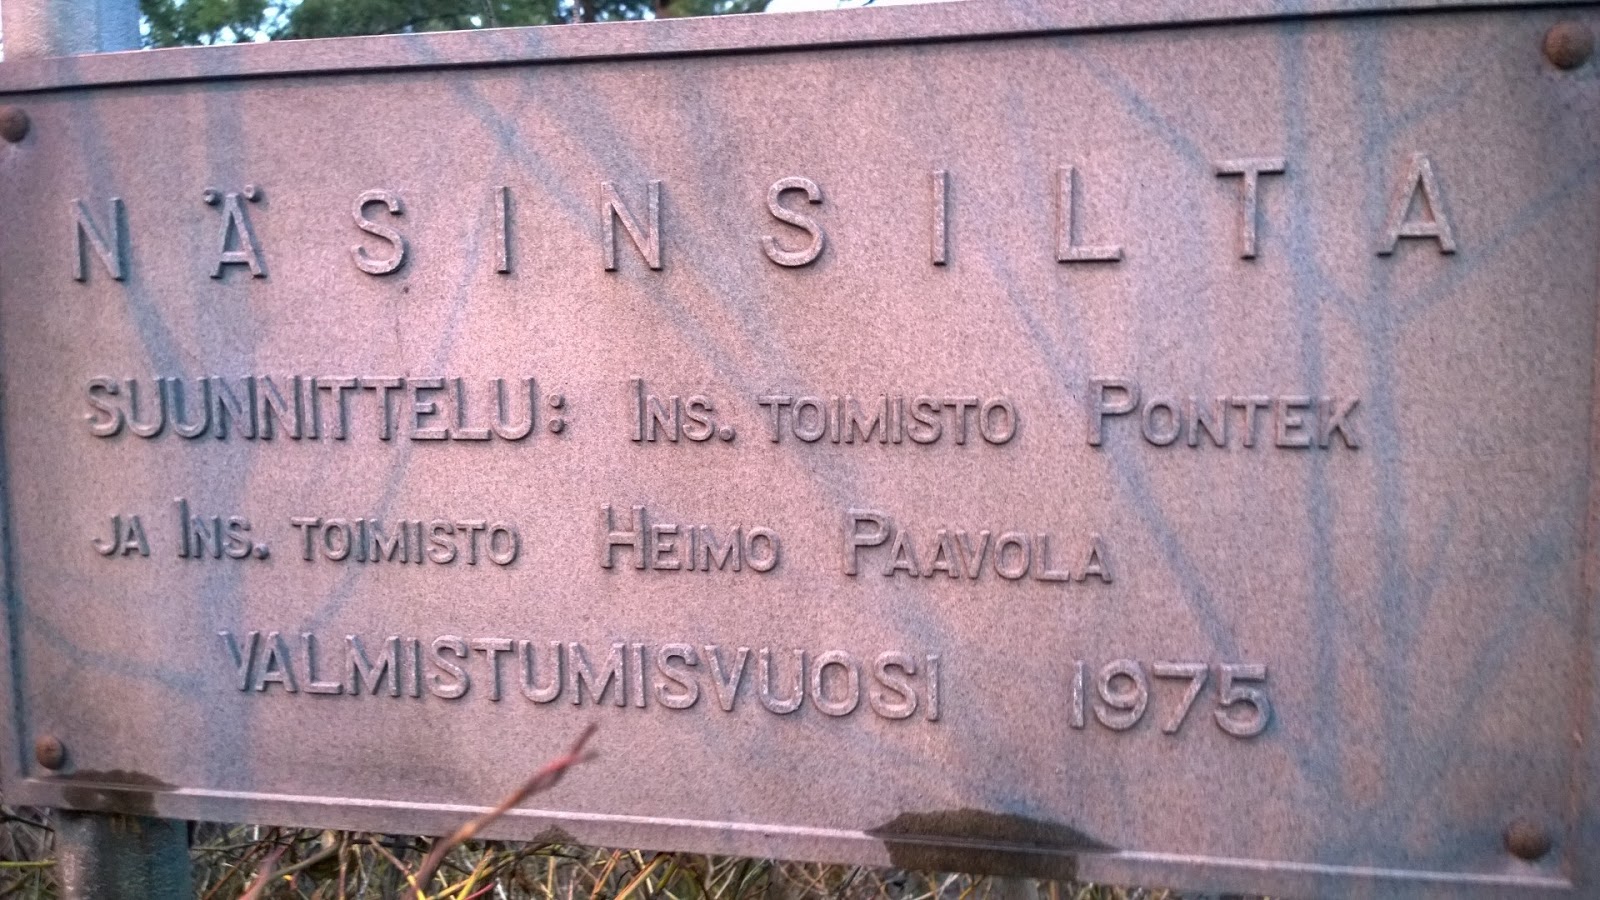 NÄSINSILTA
SUUNNITTELU: INS. TOIMISTO PONTEK
JA INS. TOIMISTO HEIMO PAAVOLA
VALMISTUMISVUOSI 1975